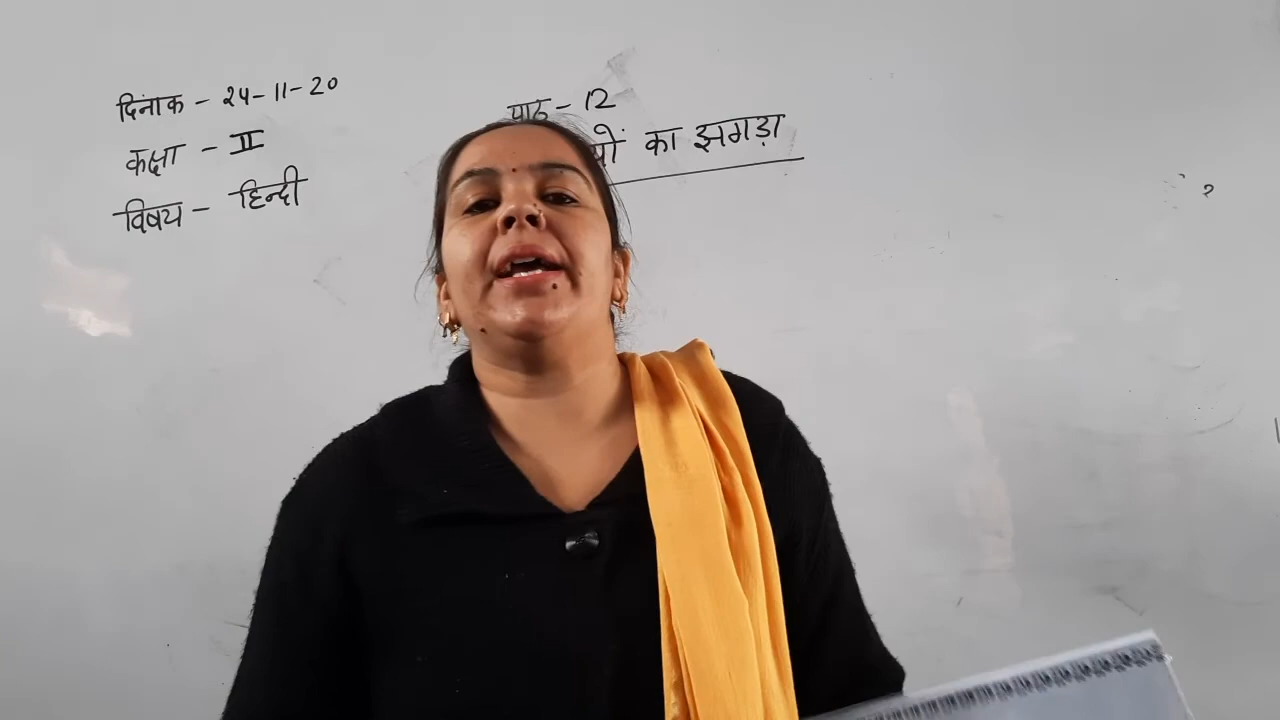 दिनांक - 24-11-20
कक्षा - II
विषय - हिन्दी
पाठ - 12
का झगड़ा